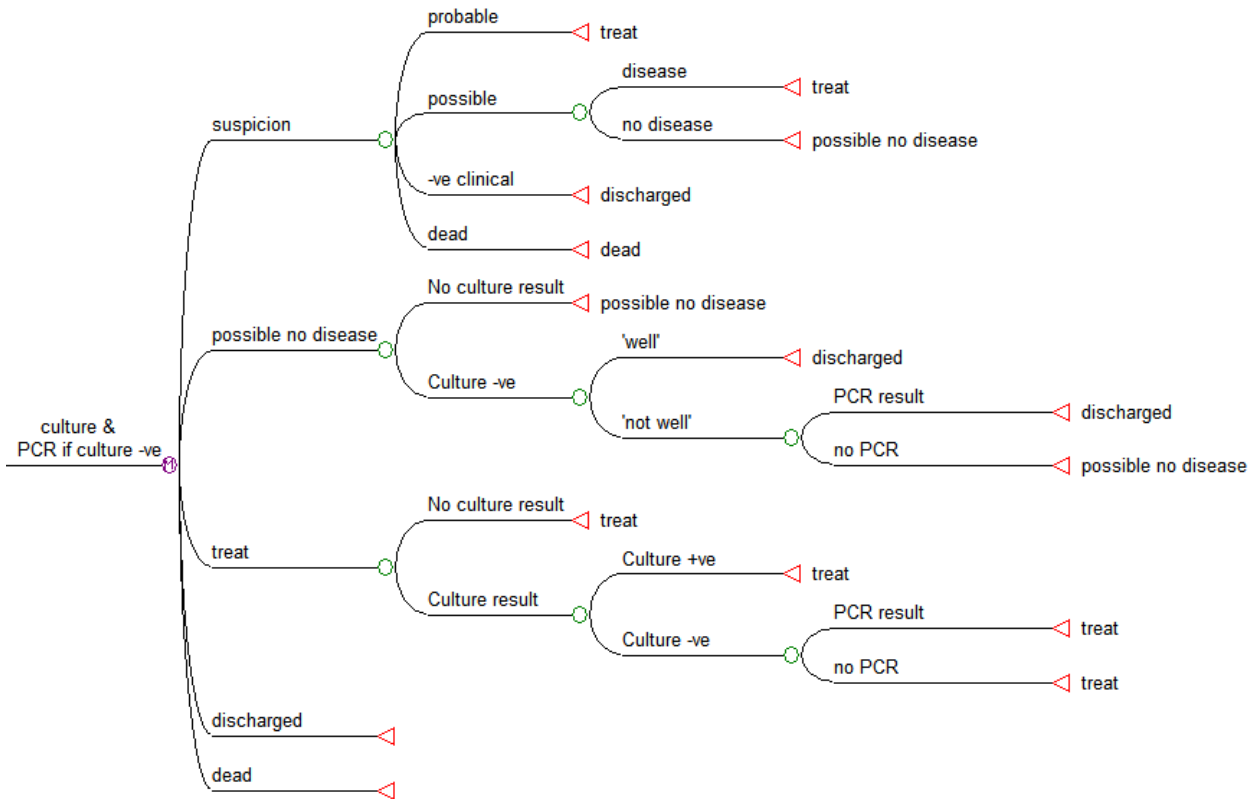 probable
treat
disease
treat
possible
suspicion
no disease
possible no disease
-ve clinical
discharged
dead
dead
No culture result
possible no disease
possible no disease
'well'
discharged
Culture -ve
PCR result
discharged
culture &
'not well'
PCR if culture -ve
M
no PCR
possible no disease
No culture result
treat
treat
Culture +ve
treat
Culture result
PCR result
treat
Culture -ve
no PCR
treat
discharged
dead